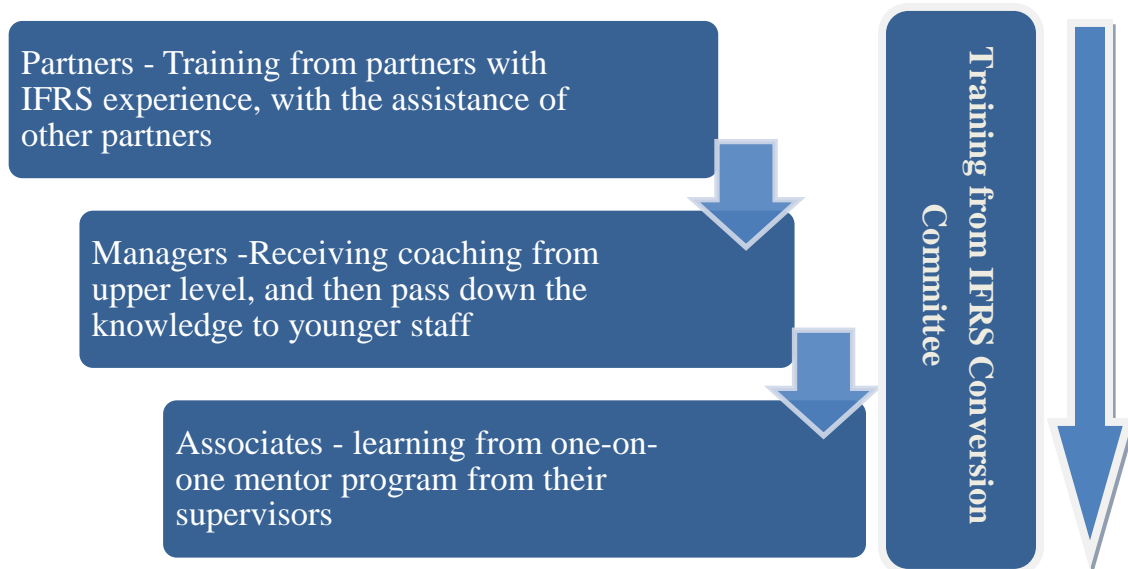 Partners - Training from partners with
IFRS experience, with the assistance of
other partners
Managers -Receiving coaching from
upper level, and then pass down the
knowledge to younger staff
Associates - learning from one-on-
one mentor program from their
supervisors
Training from IFRS Conversion
Committee